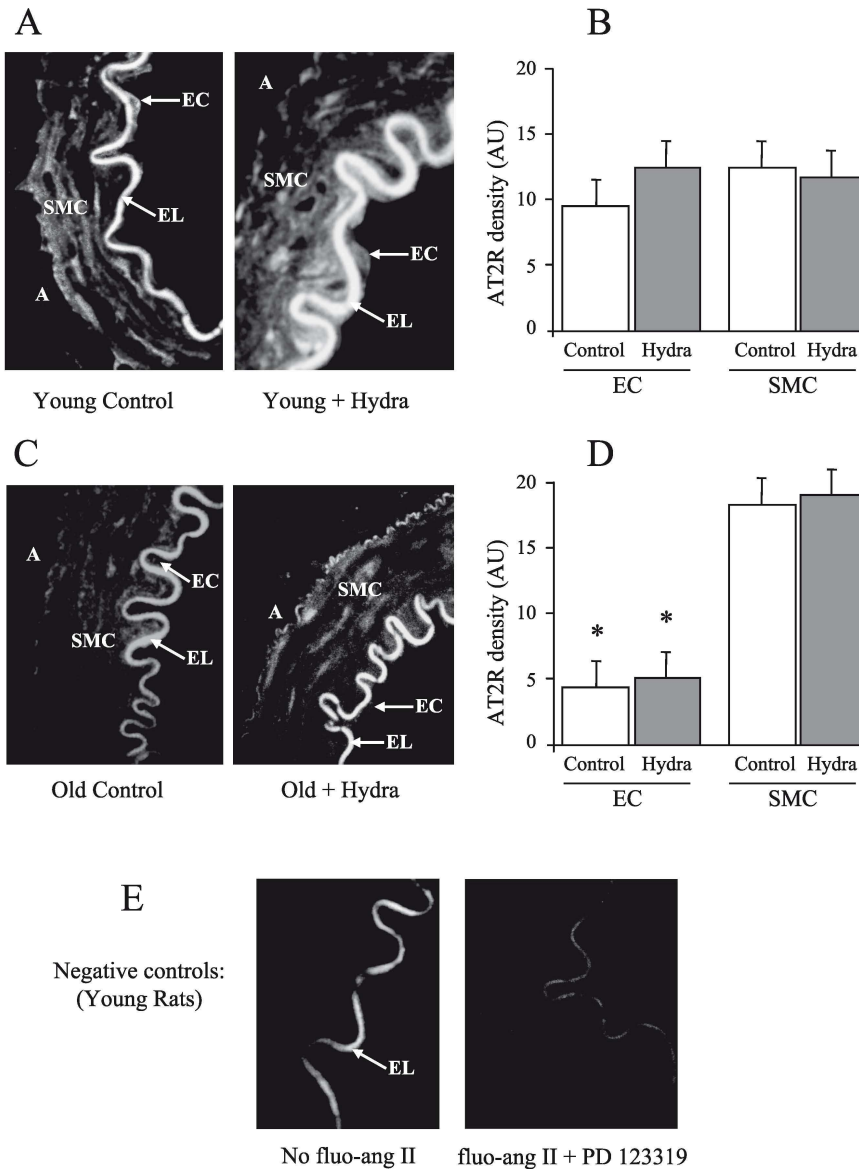 A
B
A
EC
SMC
EL
A
Young Control
A
SMC
EC
EL
Young + Hydra
AT2R density (AU)
20
15
10
5
0
Control Hydra Control Hydra
EC SMC
C
D
A
EC
SMC
EL
Old Control
SMC
A
EC
EL
Old + Hydra
AT2R density (AU)
20
15
10
5
0
* *
Control Hydra Control Hydra
EC SMC
E
Negative controls:
(Young Rats)
EL
No fluo-ang II
fluo-ang II + PD 123319